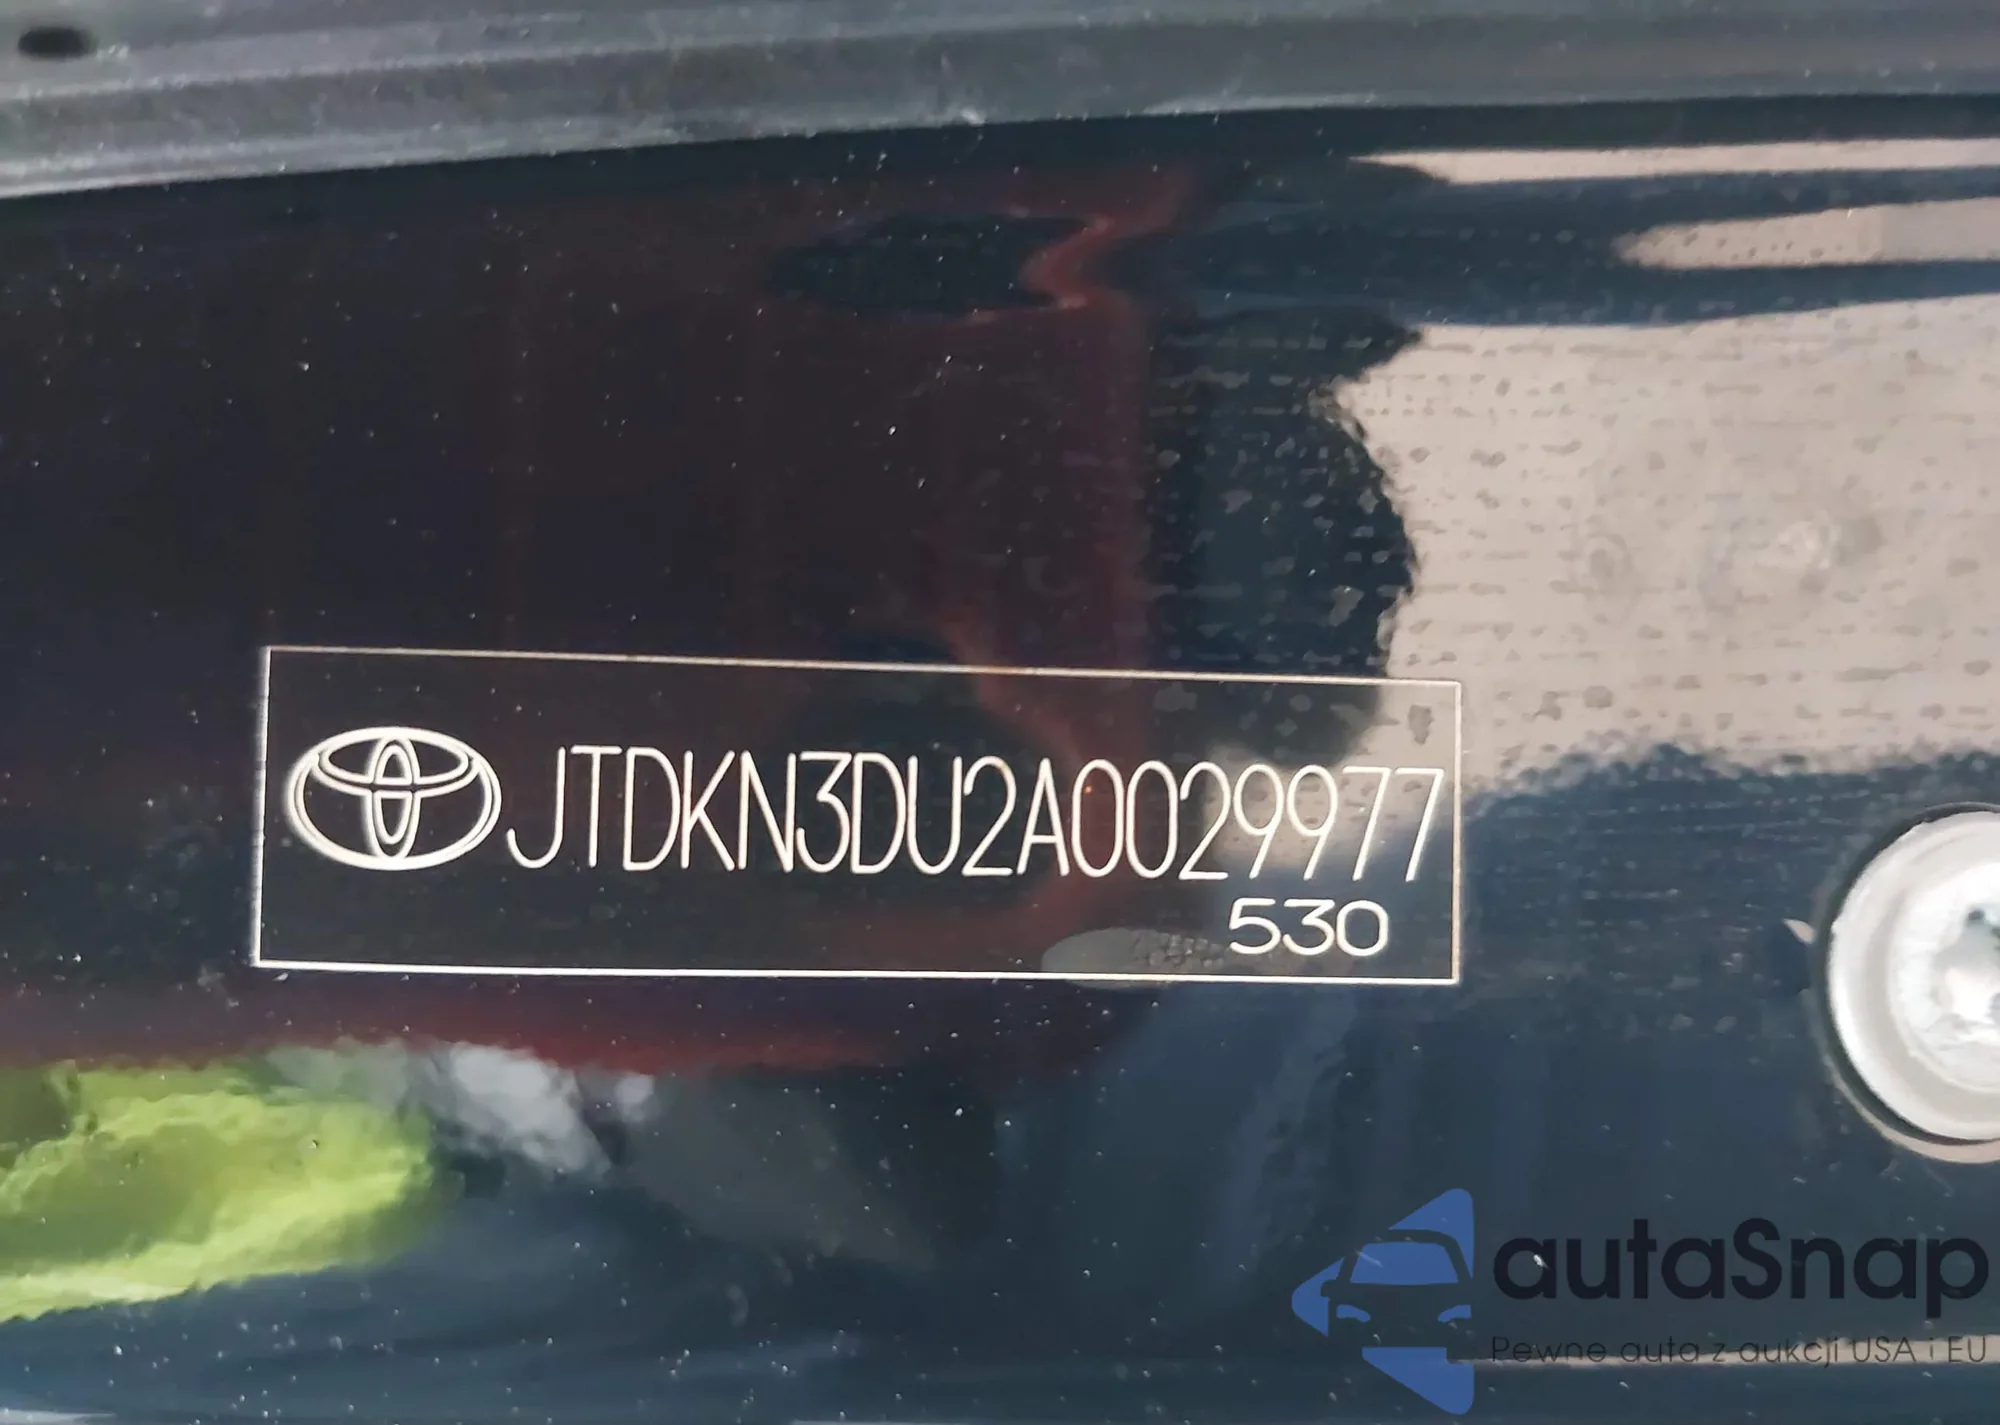 JTDKN3DU2A0029977
530
autaSnap
Pewne auta z aukcji USA i EU